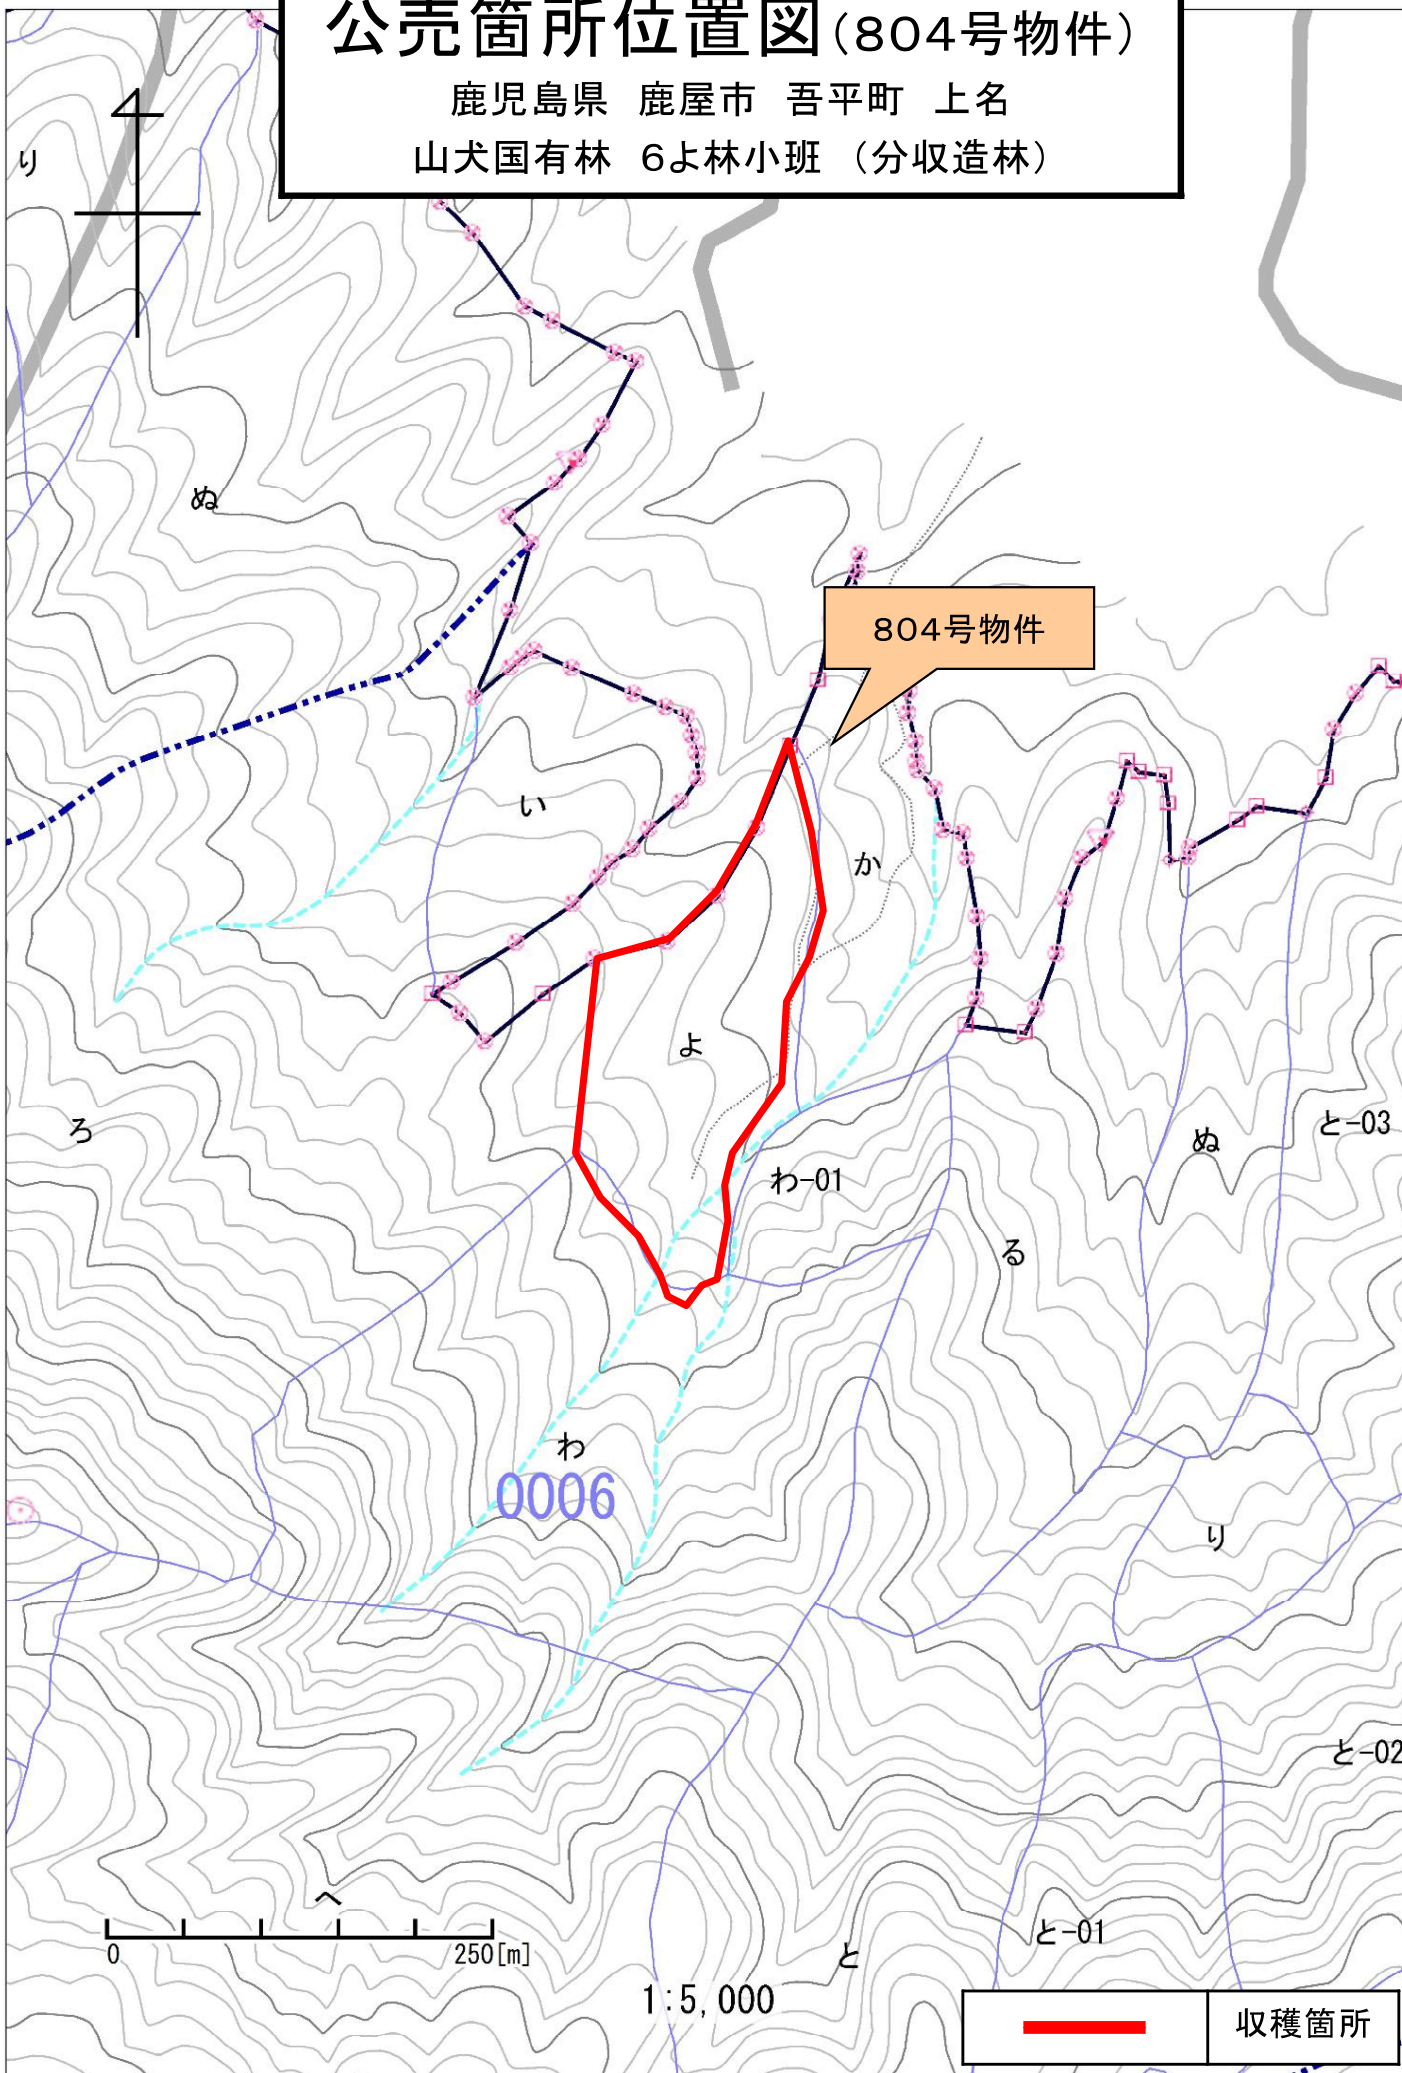 公売箇所位置図(804号物件)
鹿児島県 鹿屋市 吾平町 上名
山犬国有林 6よ林小班 (分収造林)
り
ぬ
804号物件
い
か
よ
ろ
と-03
ぬ
わ-01
る
わ
0006
り
と-02
へ
と-01
と
0 250[m]
1:5,000
収穫箇所